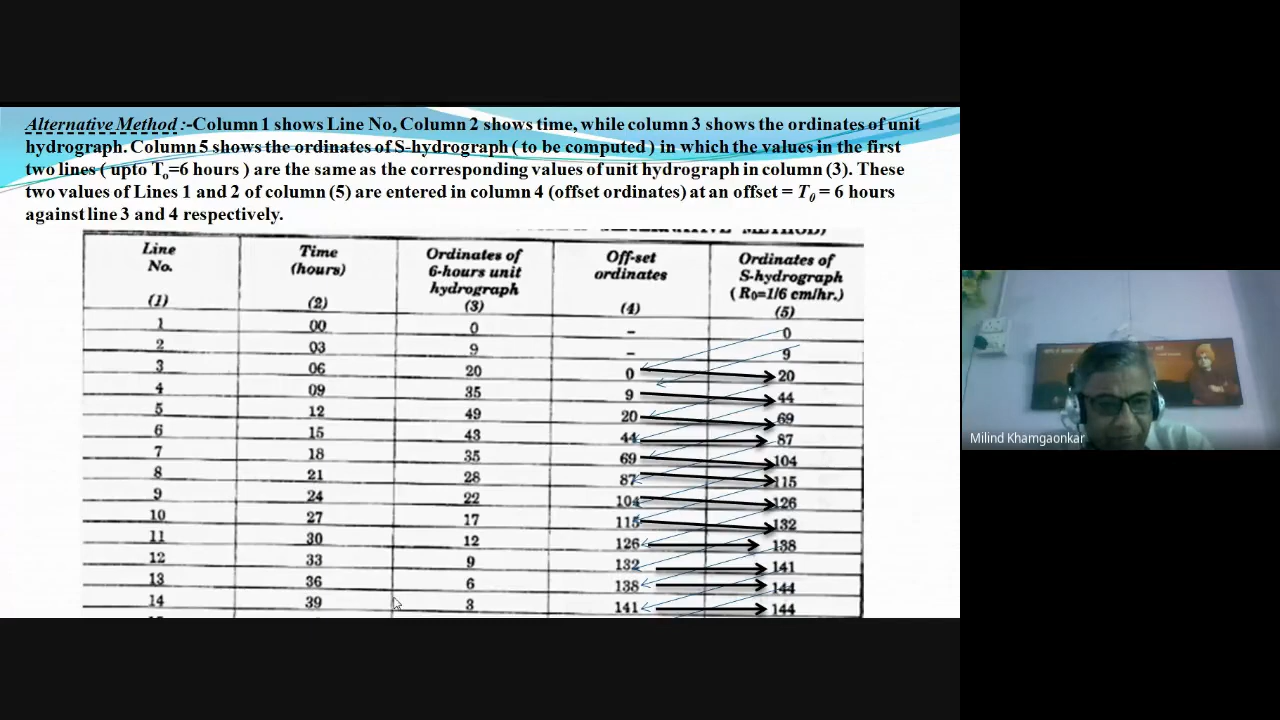 Alternative Method :-Column 1 shows Line No, Column 2 shows time, while column 3 shows the ordinates of unit
hydrograph. Column 5 shows the ordinates of S-hydrograph ( to be computed ) in which the values in the first
two lines ( upto To=6 hours ) are the same as the corresponding values of unit hydrograph in column (3). These
two values of Lines 1 and 2 of column (5) are entered in column 4 (offset ordinates) at an offset = T0 = 6 hours
against line 3 and 4 respectively.
Line No. (1) Time (hours) (2) Ordinates of 6-hours unit hydrograph (3) Off-set ordinates (4) Ordinates of S-hydrograph ( R0=1/6 cm/hr.) (5)
1 00 0 – 0
2 03 9 – 9
3 06 20 0 20
4 09 35 9 44
5 12 49 20 69
6 15 43 44 87
7 18 35 69 104
8 21 28 87 115
9 24 22 104 126
10 27 17 115 132
11 30 12 126 138
12 33 9 132 141
13 36 6 138 144
14 39 3 141 144
Milind Khamgaonkar